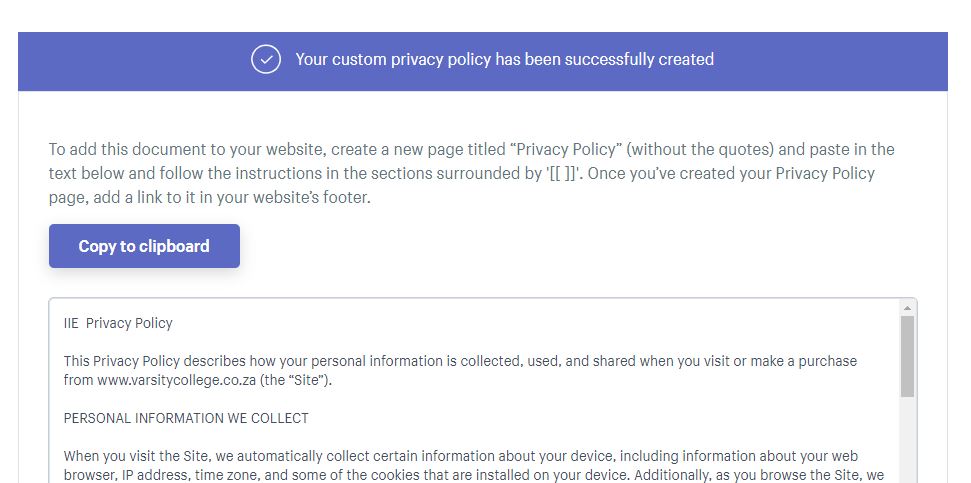 Your custom privacy policy has been successfully created
To add this document to your website, create a new page titled “Privacy Policy” (without the quotes) and paste in the
text below and follow the instructions in the sections surrounded by '[[ ]]'. Once you’ve created your Privacy Policy
page, add a link to it in your website’s footer.
Copy to clipboard
IIE  Privacy Policy
This Privacy Policy describes how your personal information is collected, used, and shared when you visit or make a purchase
from www.varsitycollege.co.za (the “Site”).
PERSONAL INFORMATION WE COLLECT
When you visit the Site, we automatically collect certain information about your device, including information about your web
browser, IP address, time zone, and some of the cookies that are installed on your device. Additionally, as you browse the Site, we